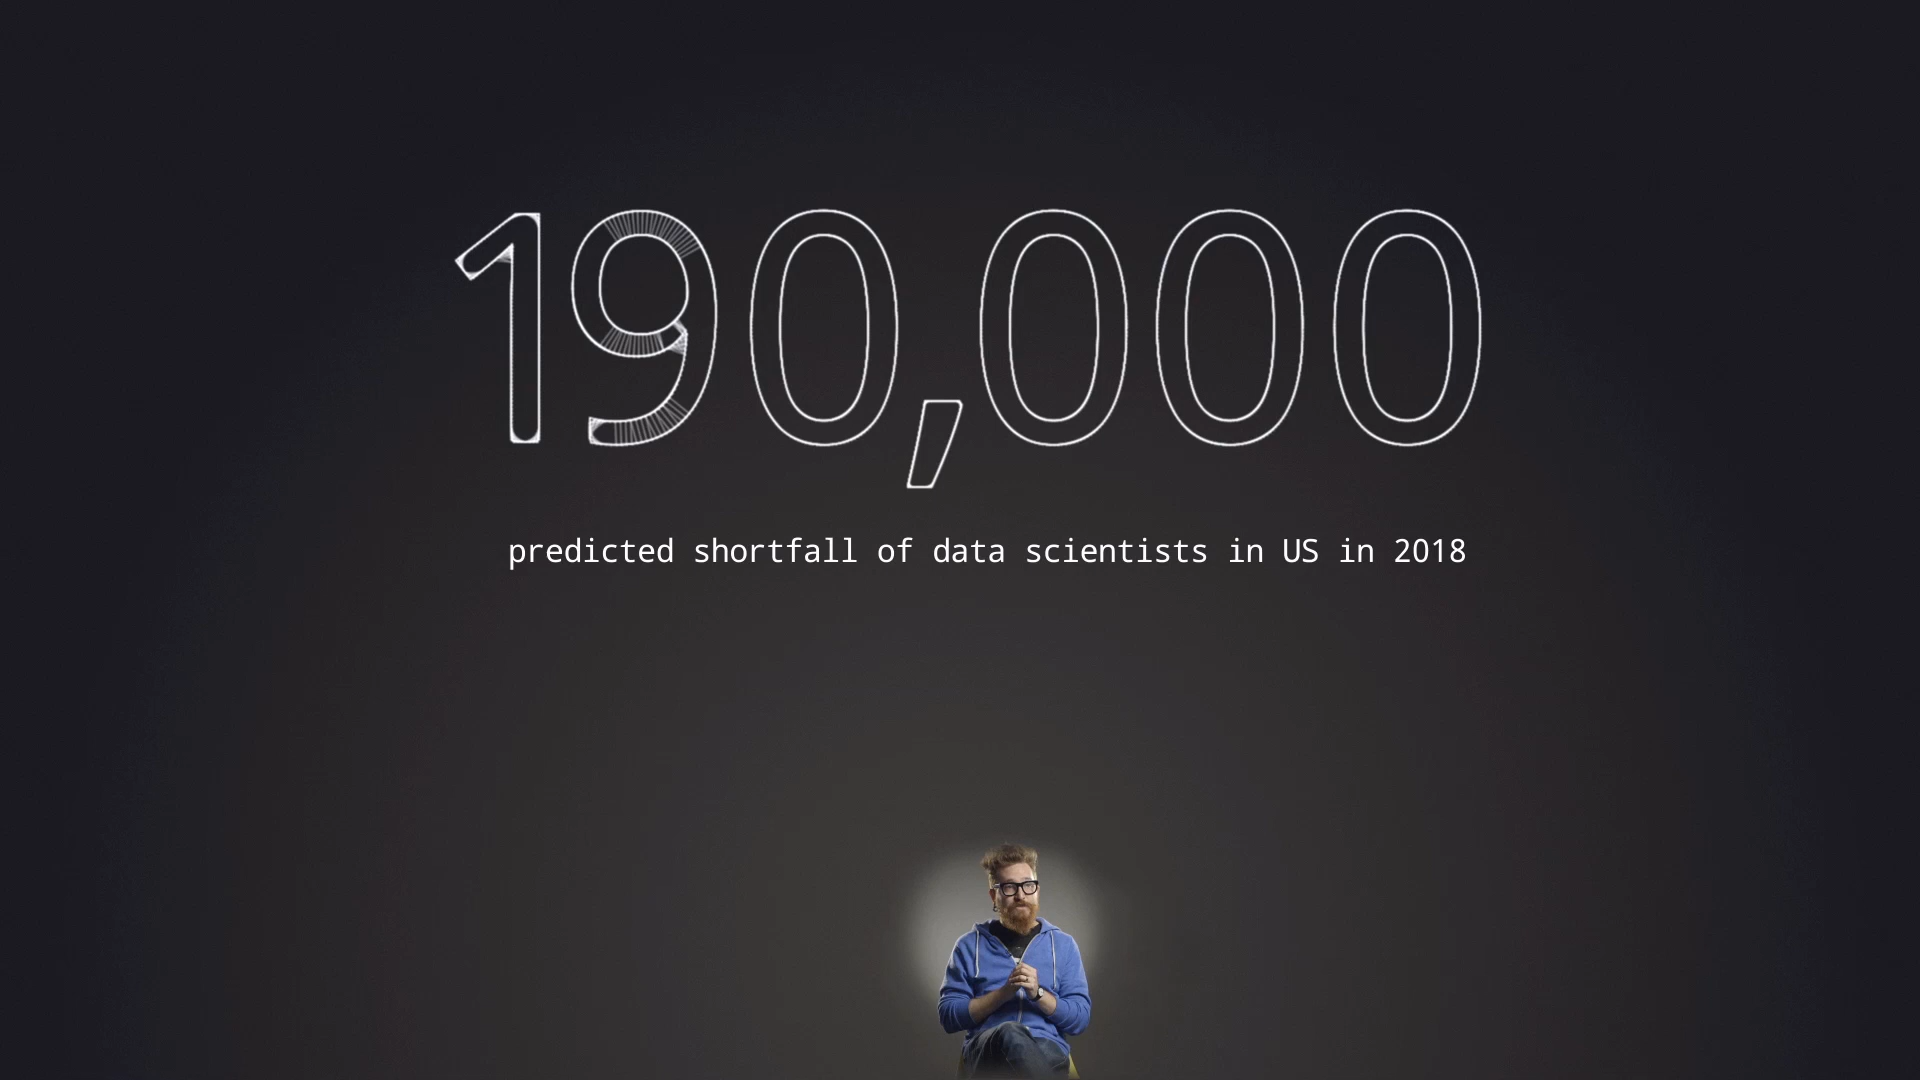 190,000
predicted shortfall of data scientists in US in 2018